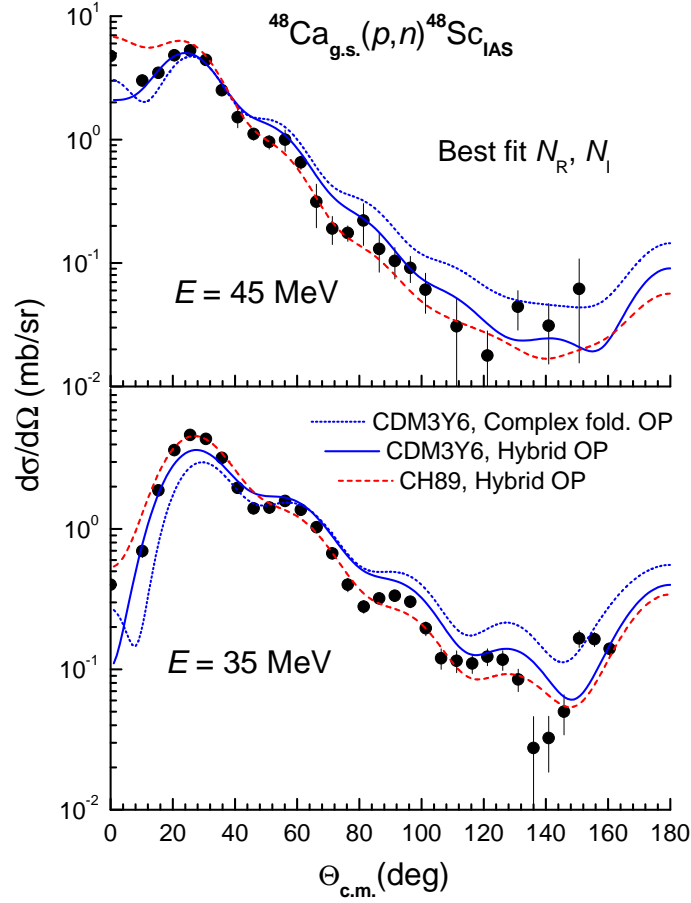 ⁴⁸Ca_g.s.(p,n)⁴⁸Sc_IAS
Best fit N_R, N_I
E = 45 MeV
10¹
10⁰
10⁻¹
10⁻²
dσ/dΩ (mb/sr)
CDM3Y6, Complex fold. OP
CDM3Y6, Hybrid OP
CH89, Hybrid OP
E = 35 MeV
10⁰
10⁻¹
10⁻²
0 20 40 60 80 100 120 140 160 180
Θ_c.m.(deg)